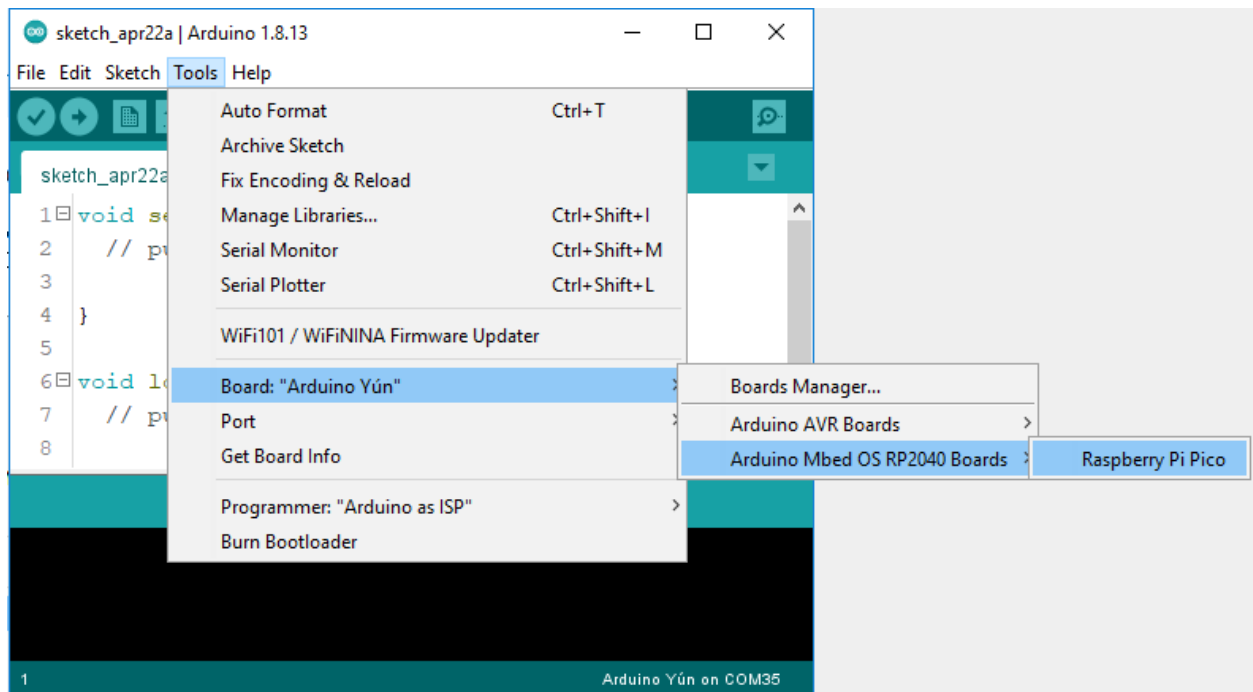 sketch_apr22a | Arduino 1.8.13
File Edit Sketch Tools Help
Auto Format Ctrl+T
Archive Sketch
sketch_apr22a
Fix Encoding & Reload
Manage Libraries... Ctrl+Shift+I
Serial Monitor Ctrl+Shift+M
Serial Plotter Ctrl+Shift+L
WiFi101 / WiFiNINA Firmware Updater
Board: "Arduino Yún"
Port
Get Board Info
Programmer: "Arduino as ISP"
Burn Bootloader
1 void se
2 // pu
3
4 }
5
6 void lo
7 // pu
8
Boards Manager...
Arduino AVR Boards
Arduino Mbed OS RP2040 Boards
Raspberry Pi Pico
1 Arduino Yún on COM35